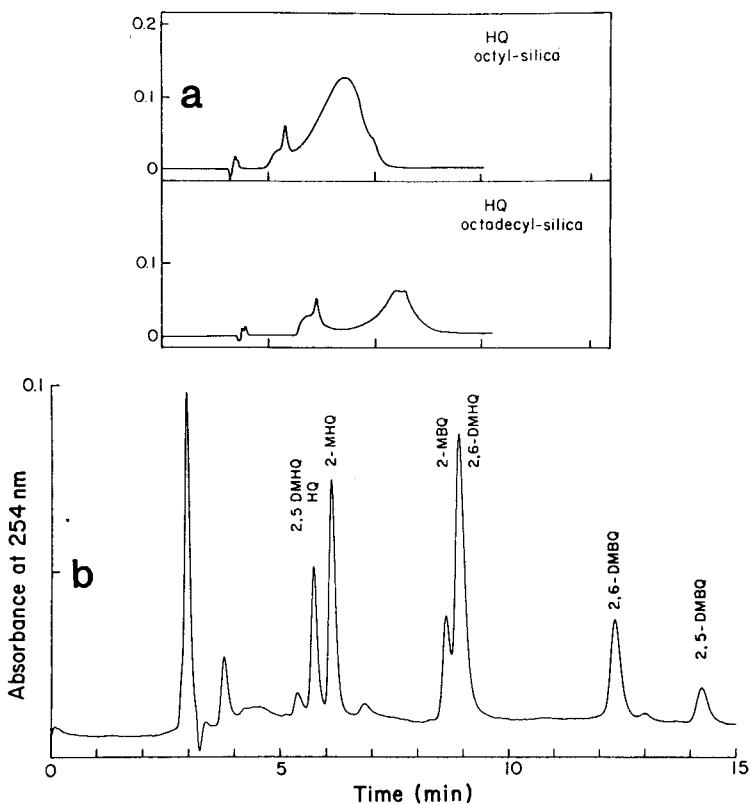 0.2
HQ
octyl-silica
a
0.1
0
HQ
octadecyl-silica
0.1
0
0.1
2,5 DMHQ
HQ
2-MHQ
2-MBQ
2,6-DMHQ
2,6-DMBQ
2,5-DMBQ
b
Absorbance at 254 nm
0
5
10
15
Time (min)